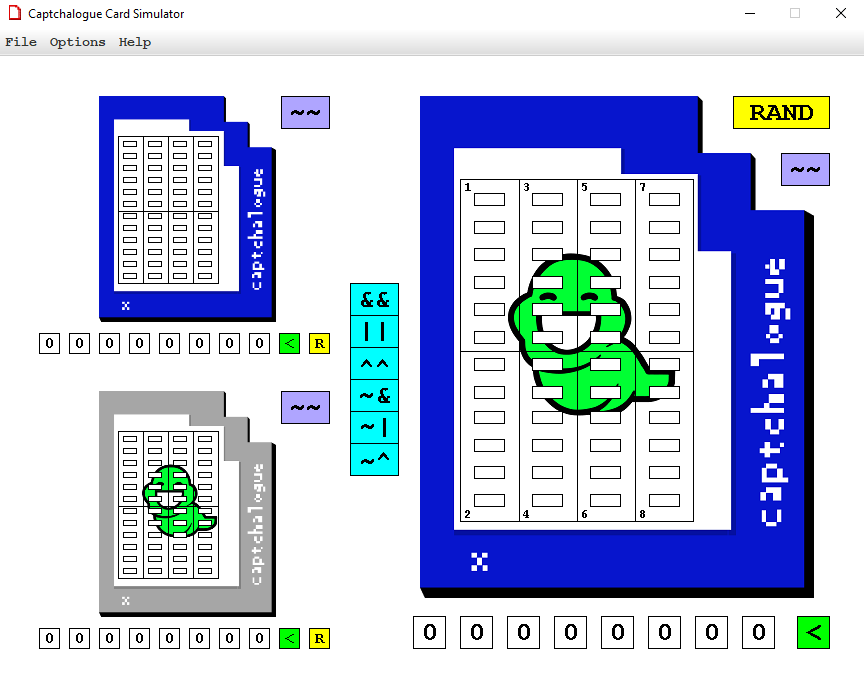 Captchalogue Card Simulator
File Options Help
~~
captchalogue
x
0 0 0 0 0 0 0 0 < R
~~
captchalogue
x
0 0 0 0 0 0 0 0 < R
&&
||
^^
~&
~|
~^
RAND
~~
1 3 5 7
2 4 6 8
captchalogue
x
0 0 0 0 0 0 0 0 <